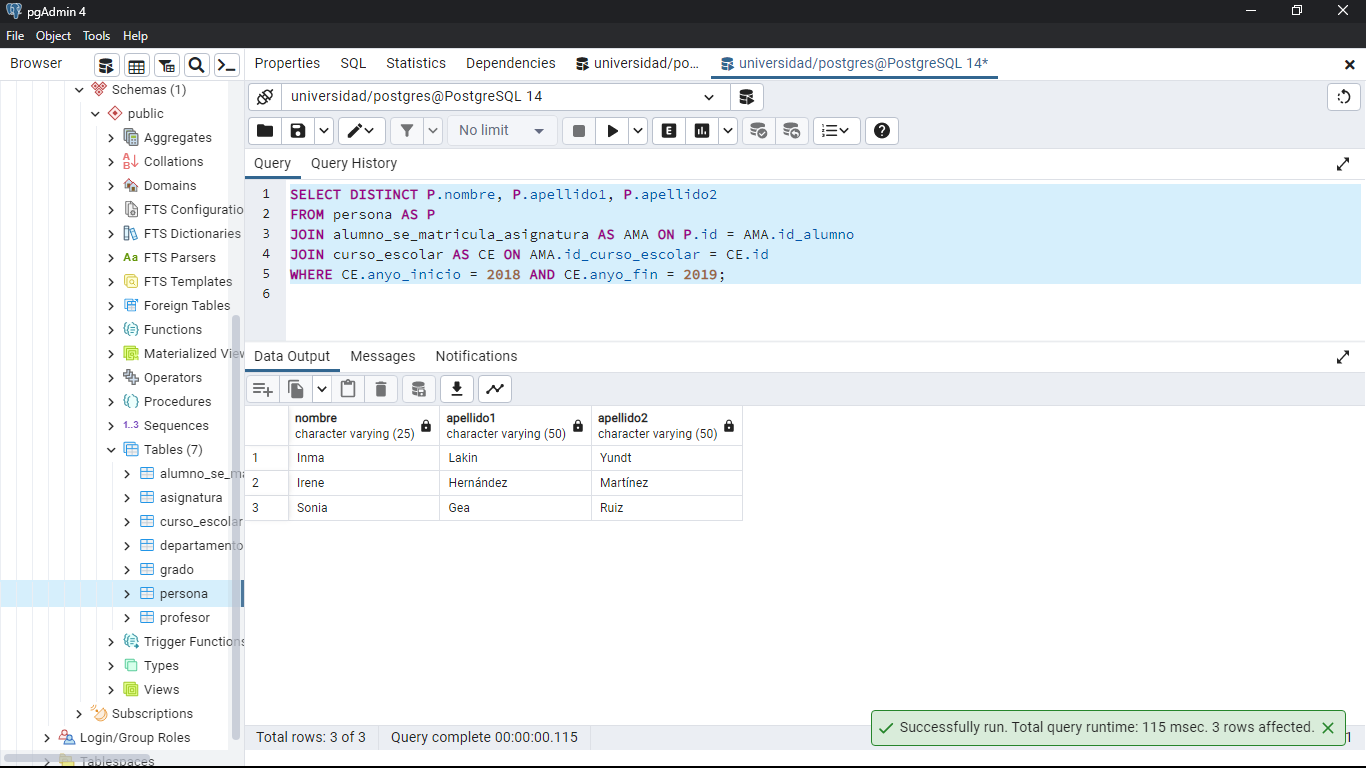 pgAdmin 4
File Object Tools Help
Browser
Properties SQL Statistics Dependencies universidad/po... universidad/postgres@PostgreSQL 14*
Schemas (1)
public
Aggregates
Collations
Domains
FTS Configuratio
FTS Dictionaries
FTS Parsers
FTS Templates
Foreign Tables
Functions
Materialized View
Operators
Procedures
1..3 Sequences
Tables (7)
alumno_se_ma
asignatura
curso_escolar
departamento
grado
persona
profesor
Trigger Functions
Types
Views
Subscriptions
Login/Group Roles
Tablespaces
universidad/postgres@PostgreSQL 14
No limit
E
Query Query History
1 SELECT DISTINCT P.nombre, P.apellido1, P.apellido2
2 FROM persona AS P
3 JOIN alumno_se_matricula_asignatura AS AMA ON P.id = AMA.id_alumno
4 JOIN curso_escolar AS CE ON AMA.id_curso_escolar = CE.id
5 WHERE CE.anyo_inicio = 2018 AND CE.anyo_fin = 2019;
6
Data Output Messages Notifications
nombre apellido1 apellido2
character varying (25) character varying (50) character varying (50)
1 Inma Lakin Yundt
2 Irene Hernández Martínez
3 Sonia Gea Ruiz
Successfully run. Total query runtime: 115 msec. 3 rows affected.
Total rows: 3 of 3 Query complete 00:00:00.115